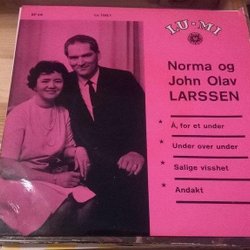 LU-MI
Norma og
John Olav
LARSSEN
* Å, for et under
* Under over under
* Salige visshet
* Andakt